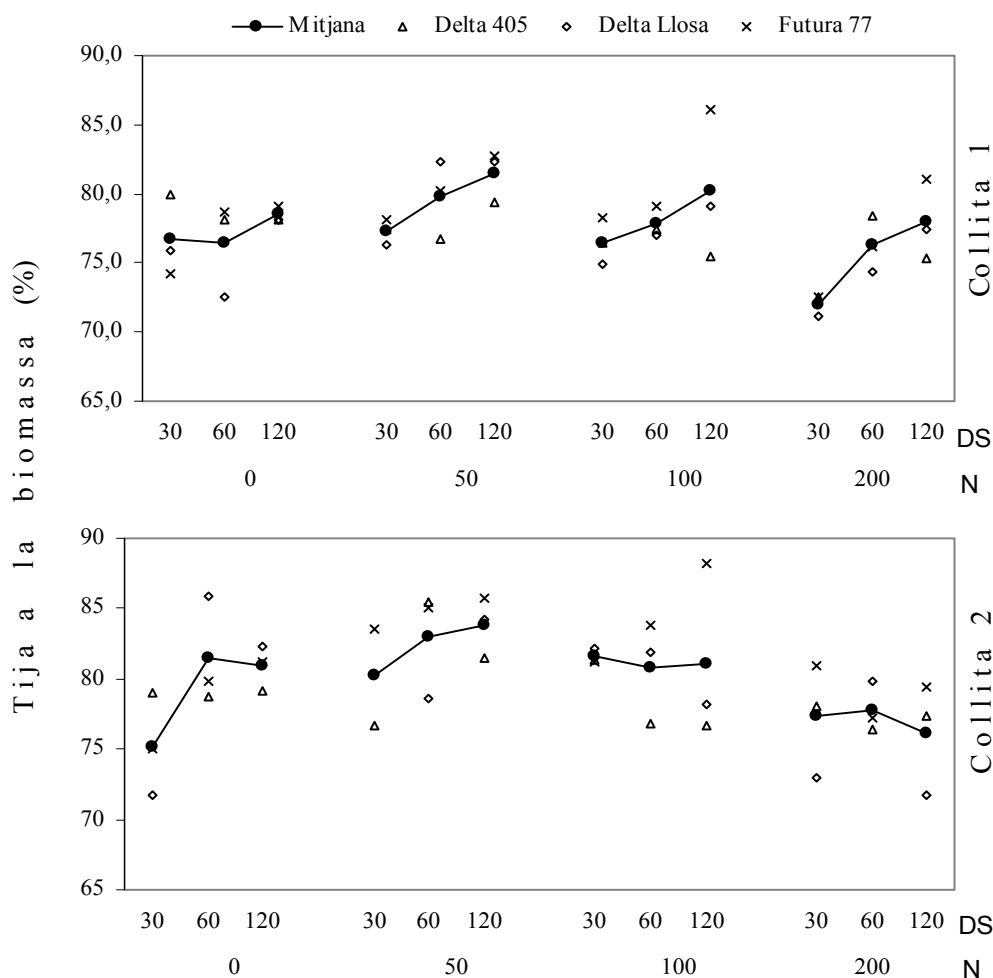 Mitjana Delta 405 Delta Llosa Futura 77
Tija a la biomassa (%)
90,0
85,0
80,0
75,0
70,0
65,0
30 60 120 30 60 120 30 60 120 30 60 120 DS
0 50 100 200 N
Collita 1
90
85
80
75
70
65
30 60 120 30 60 120 30 60 120 30 60 120 DS
0 50 100 200 N
Collita 2